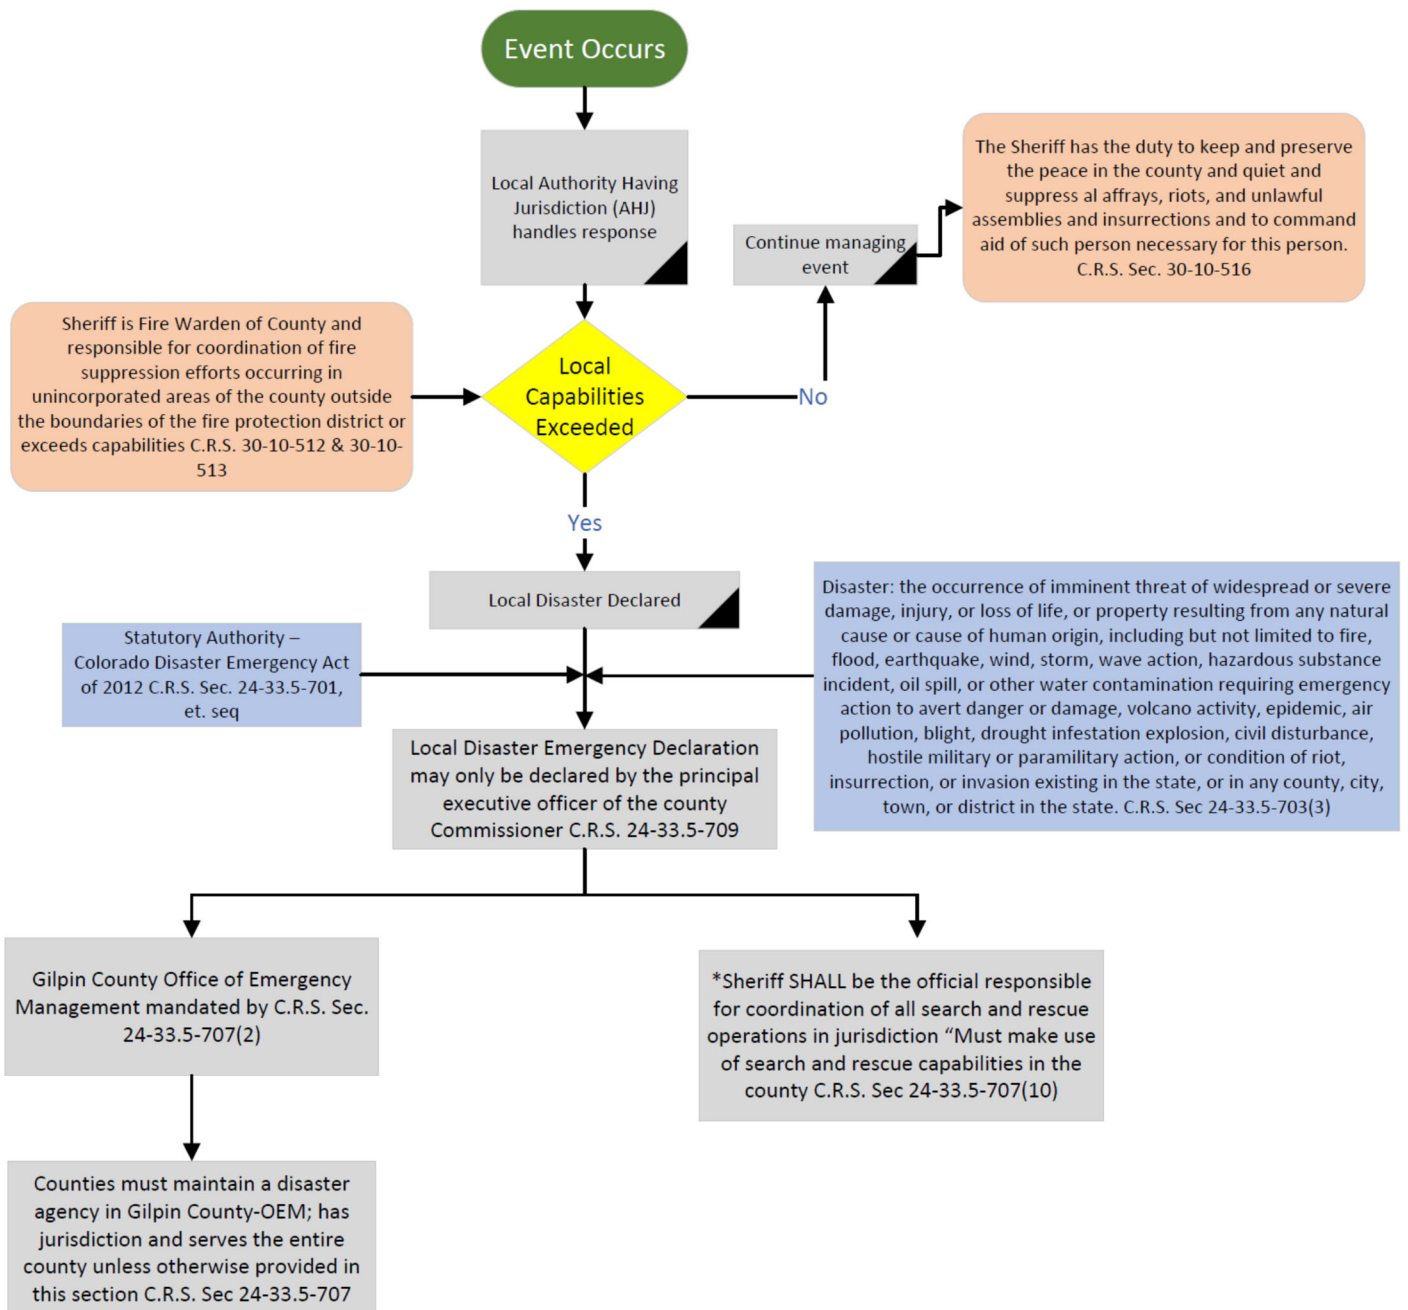 Event Occurs
Local Authority Having
Jurisdiction (AHJ)
handles response
The Sheriff has the duty to keep and preserve
the peace in the county and quiet and
suppress al affrays, riots, and unlawful
assemblies and insurrections and to command
aid of such person necessary for this person.
C.R.S. Sec. 30-10-516
Continue managing
event
Sheriff is Fire Warden of County and
responsible for coordination of fire
suppression efforts occurring in
unincorporated areas of the county outside
the boundaries of the fire protection district or
exceeds capabilities C.R.S. 30-10-512 & 30-10-
513
Local
Capabilities
Exceeded
No
Yes
Local Disaster Declared
Statutory Authority –
Colorado Disaster Emergency Act
of 2012 C.R.S. Sec. 24-33.5-701,
et. seq
Disaster: the occurrence of imminent threat of widespread or severe
damage, injury, or loss of life, or property resulting from any natural
cause or cause of human origin, including but not limited to fire,
flood, earthquake, wind, storm, wave action, hazardous substance
incident, oil spill, or other water contamination requiring emergency
action to avert danger or damage, volcano activity, epidemic, air
pollution, blight, drought infestation explosion, civil disturbance,
hostile military or paramilitary action, or condition of riot,
insurrection, or invasion existing in the state, or in any county, city,
town, or district in the state. C.R.S. Sec 24-33.5-703(3)
Local Disaster Emergency Declaration
may only be declared by the principal
executive officer of the county
Commissioner C.R.S. 24-33.5-709
Gilpin County Office of Emergency
Management mandated by C.R.S. Sec.
24-33.5-707(2)
*Sheriff SHALL be the official responsible
for coordination of all search and rescue
operations in jurisdiction “Must make use
of search and rescue capabilities in the
county C.R.S. Sec 24-33.5-707(10)
Counties must maintain a disaster
agency in Gilpin County-OEM; has
jurisdiction and serves the entire
county unless otherwise provided in
this section C.R.S. Sec 24-33.5-707